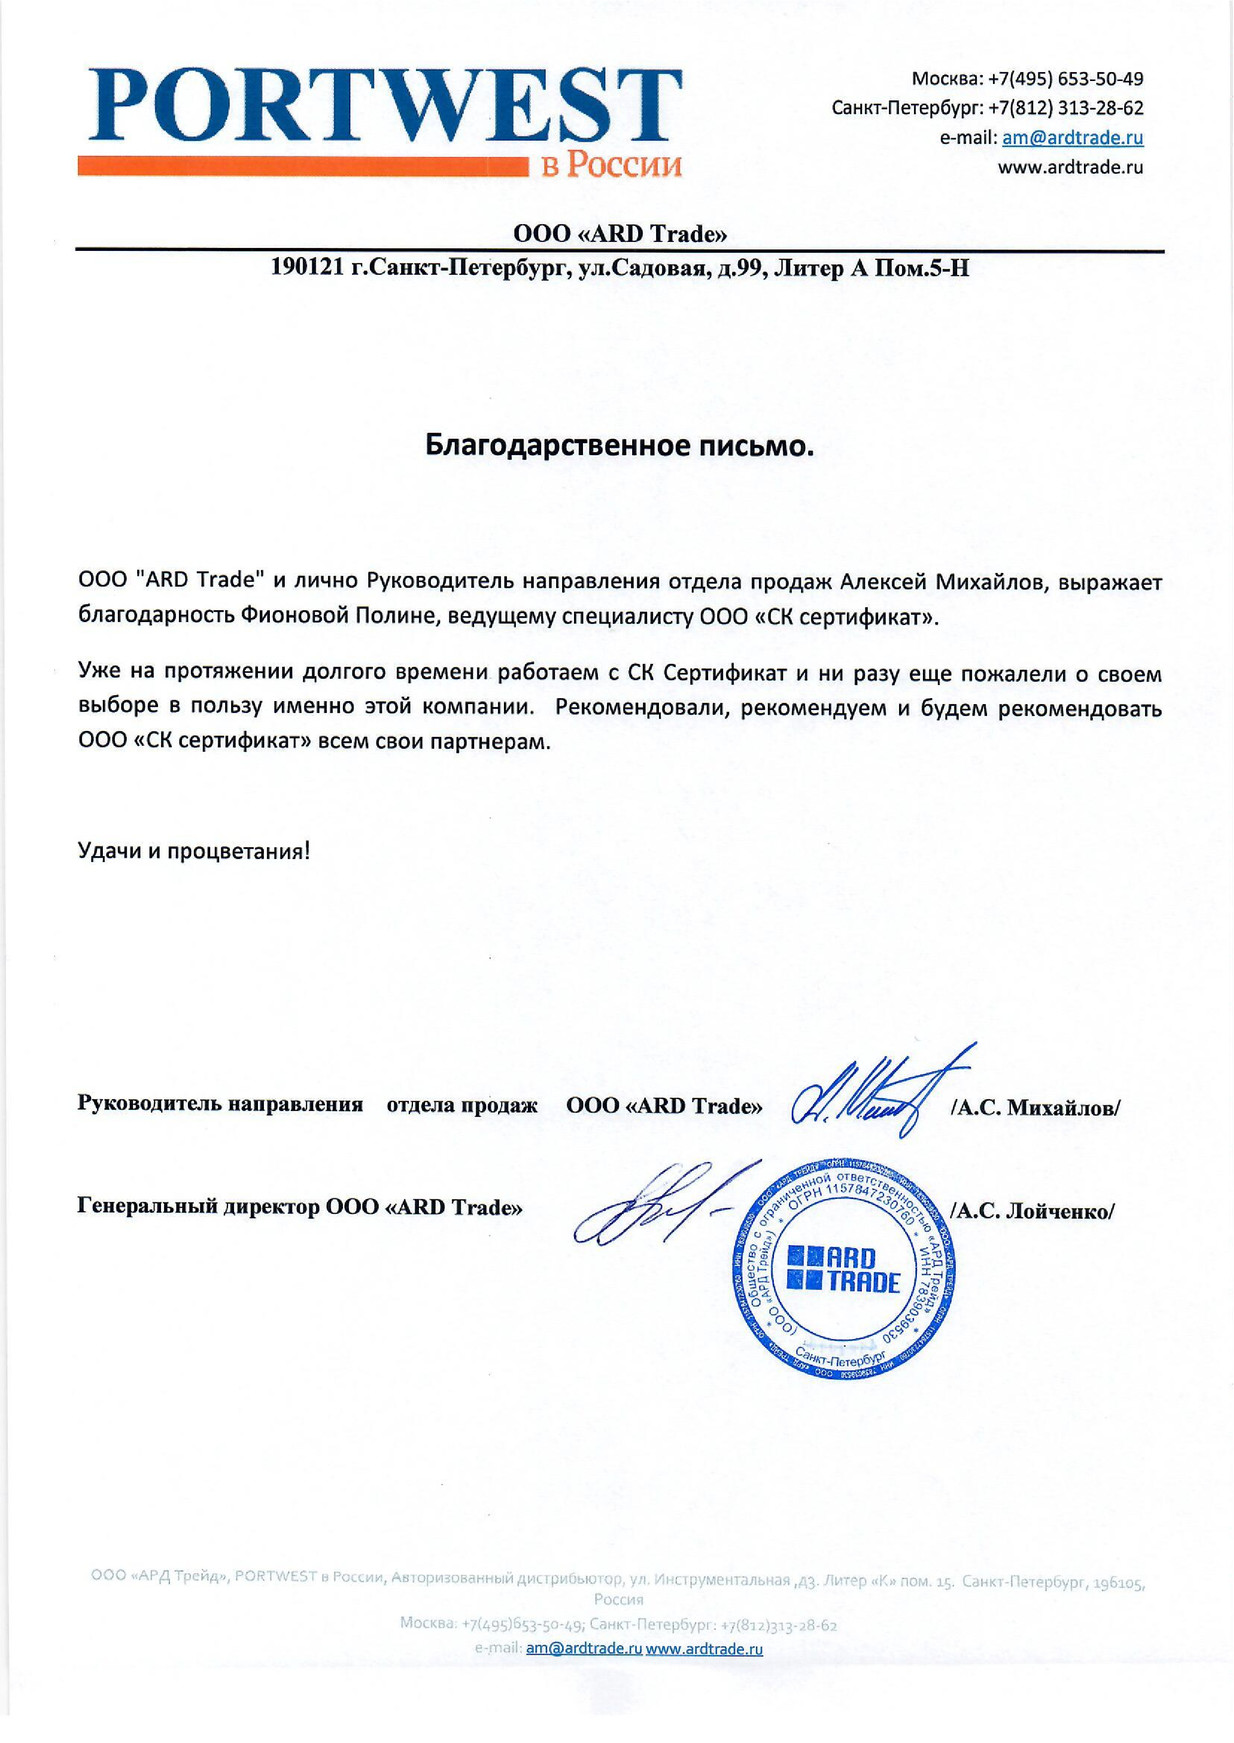 PORTWEST
в России
Москва: +7(495) 653-50-49
Санкт-Петербург: +7(812) 313-28-62
e-mail: am@ardtrade.ru
www.ardtrade.ru
ООО «ARD Trade»
190121 г.Санкт-Петербург, ул.Садовая, д.99, Литер А Пом.5-Н
Благодарственное письмо.
ООО "ARD Trade" и лично Руководитель направления отдела продаж Алексей Михайлов, выражает
благодарность Фионовой Полине, ведущему специалисту ООО «СК сертификат».
Уже на протяжении долгого времени работаем с СК Сертификат и ни разу еще пожалели о своем
выборе в пользу именно этой компании. Рекомендовали, рекомендуем и будем рекомендовать
ООО «СК сертификат» всем свои партнерам.
Удачи и процветания!
Руководитель направления отдела продаж ООО «ARD Trade» /А.С. Михайлов/
Генеральный директор ООО «ARD Trade» /А.С. Лойченко/
Общество с ограниченной ответственностью «АРД Трейд»
(ООО «АРД Трейд») * ОГРН 1157847230760 * ИНН 7839039530
ARD
TRADE
Санкт-Петербург
ООО «АРД Трейд», PORTWEST в России, Авторизованный дистрибьютор, ул. Инструментальная ,д3. Литер «К» пом. 15. Санкт-Петербург, 196105,
Россия
Москва: +7(495)653-50-49; Санкт-Петербург: +7(812)313-28-62
e-mail: am@ardtrade.ru www.ardtrade.ru